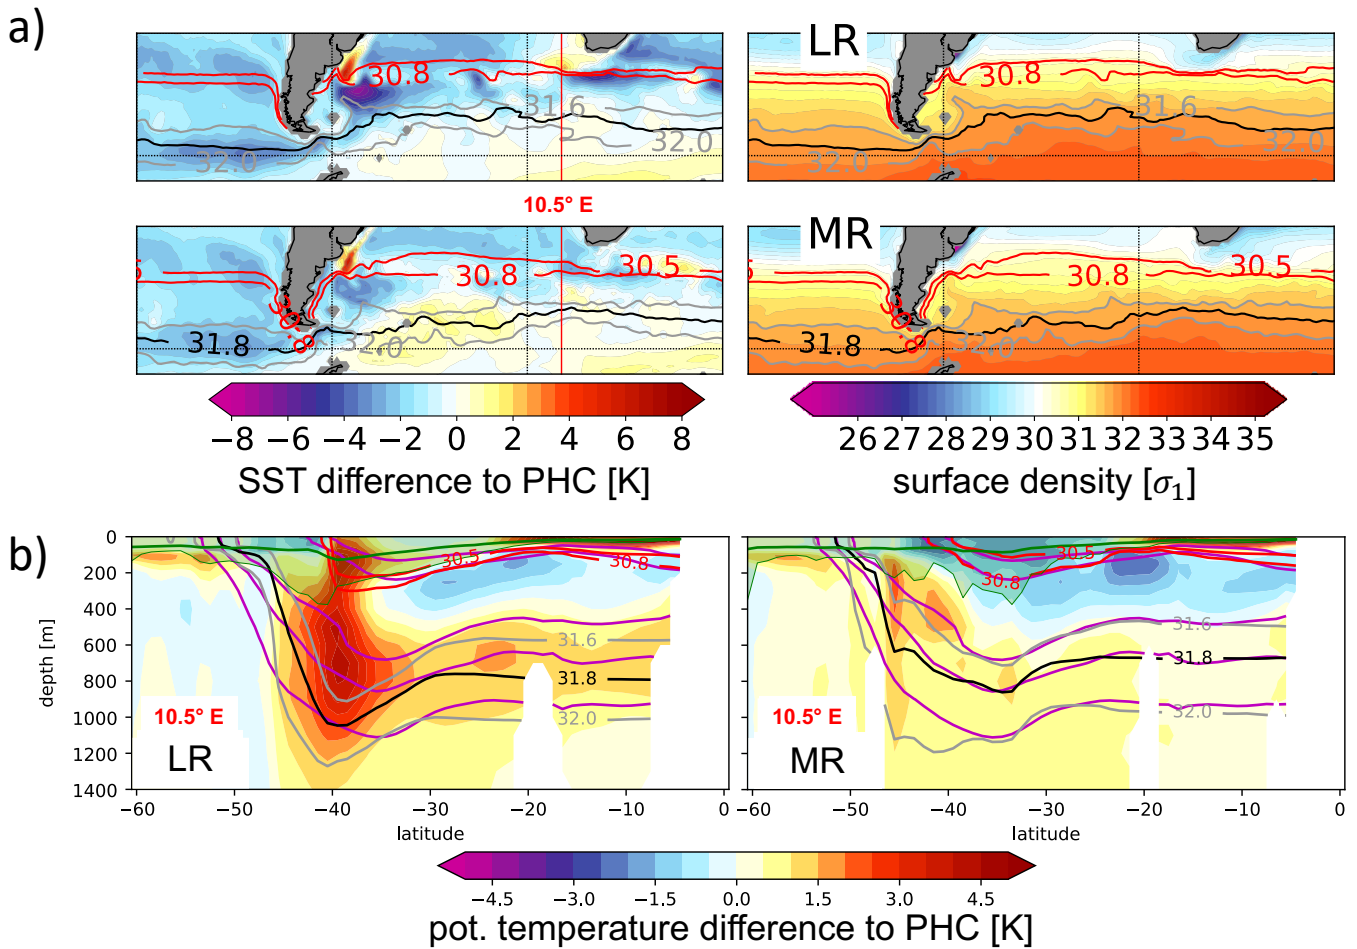 a)
LR
30.8
31.6
2
32.0
32.0
30.8
31.6
2
32.0
32.0
10.5° E
MR
5
30.8
30.5
31.8
32.0
5
30.8
30.5
31.8
32.0
−8 −6 −4 −2 0 2 4 6 8
SST difference to PHC [K]
26 27 28 29 30 31 32 33 34 35
surface density [σ₁]
b)
0
200
400
600
800
1000
1200
1400
depth [m]
30.5
30.8
31.6
31.8
32.0
10.5° E
LR
−60 −50 −40 −30 −20 −10 0
latitude
30.5
30.8
31.6
31.8
32.0
10.5° E
MR
−60 −50 −40 −30 −20 −10 0
latitude
−4.5 −3.0 −1.5 0.0 1.5 3.0 4.5
pot. temperature difference to PHC [K]